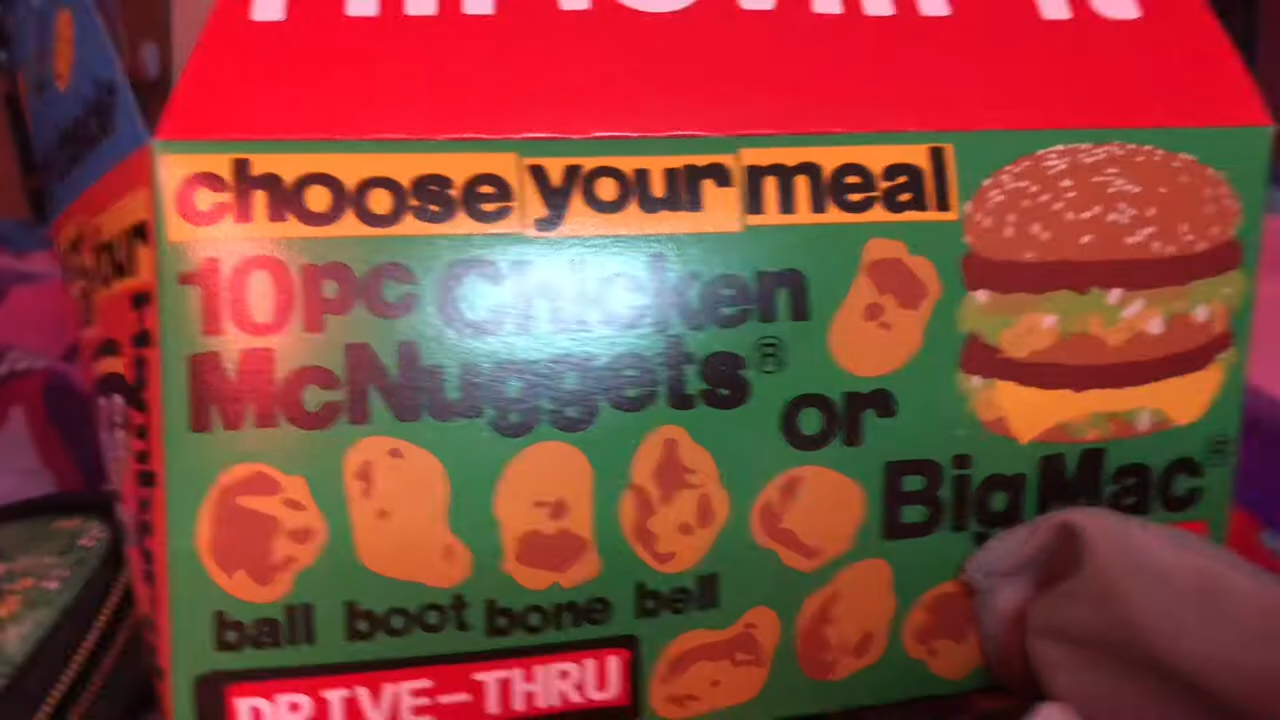 choose your meal
10pc Chicken
McNuggets®
or
Big Mac®
ball boot bone bell
DRIVE-THRU